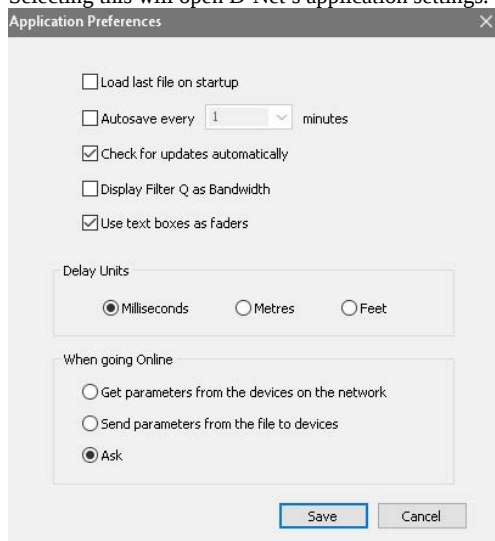 Selecting this will open D-Net's application settings.
Application Preferences
Load last file on startup
Autosave every 1 minutes
Check for updates automatically
Display Filter Q as Bandwidth
Use text boxes as faders
Delay Units
Milliseconds Metres Feet
When going Online
Get parameters from the devices on the network
Send parameters from the file to devices
Ask
Save Cancel